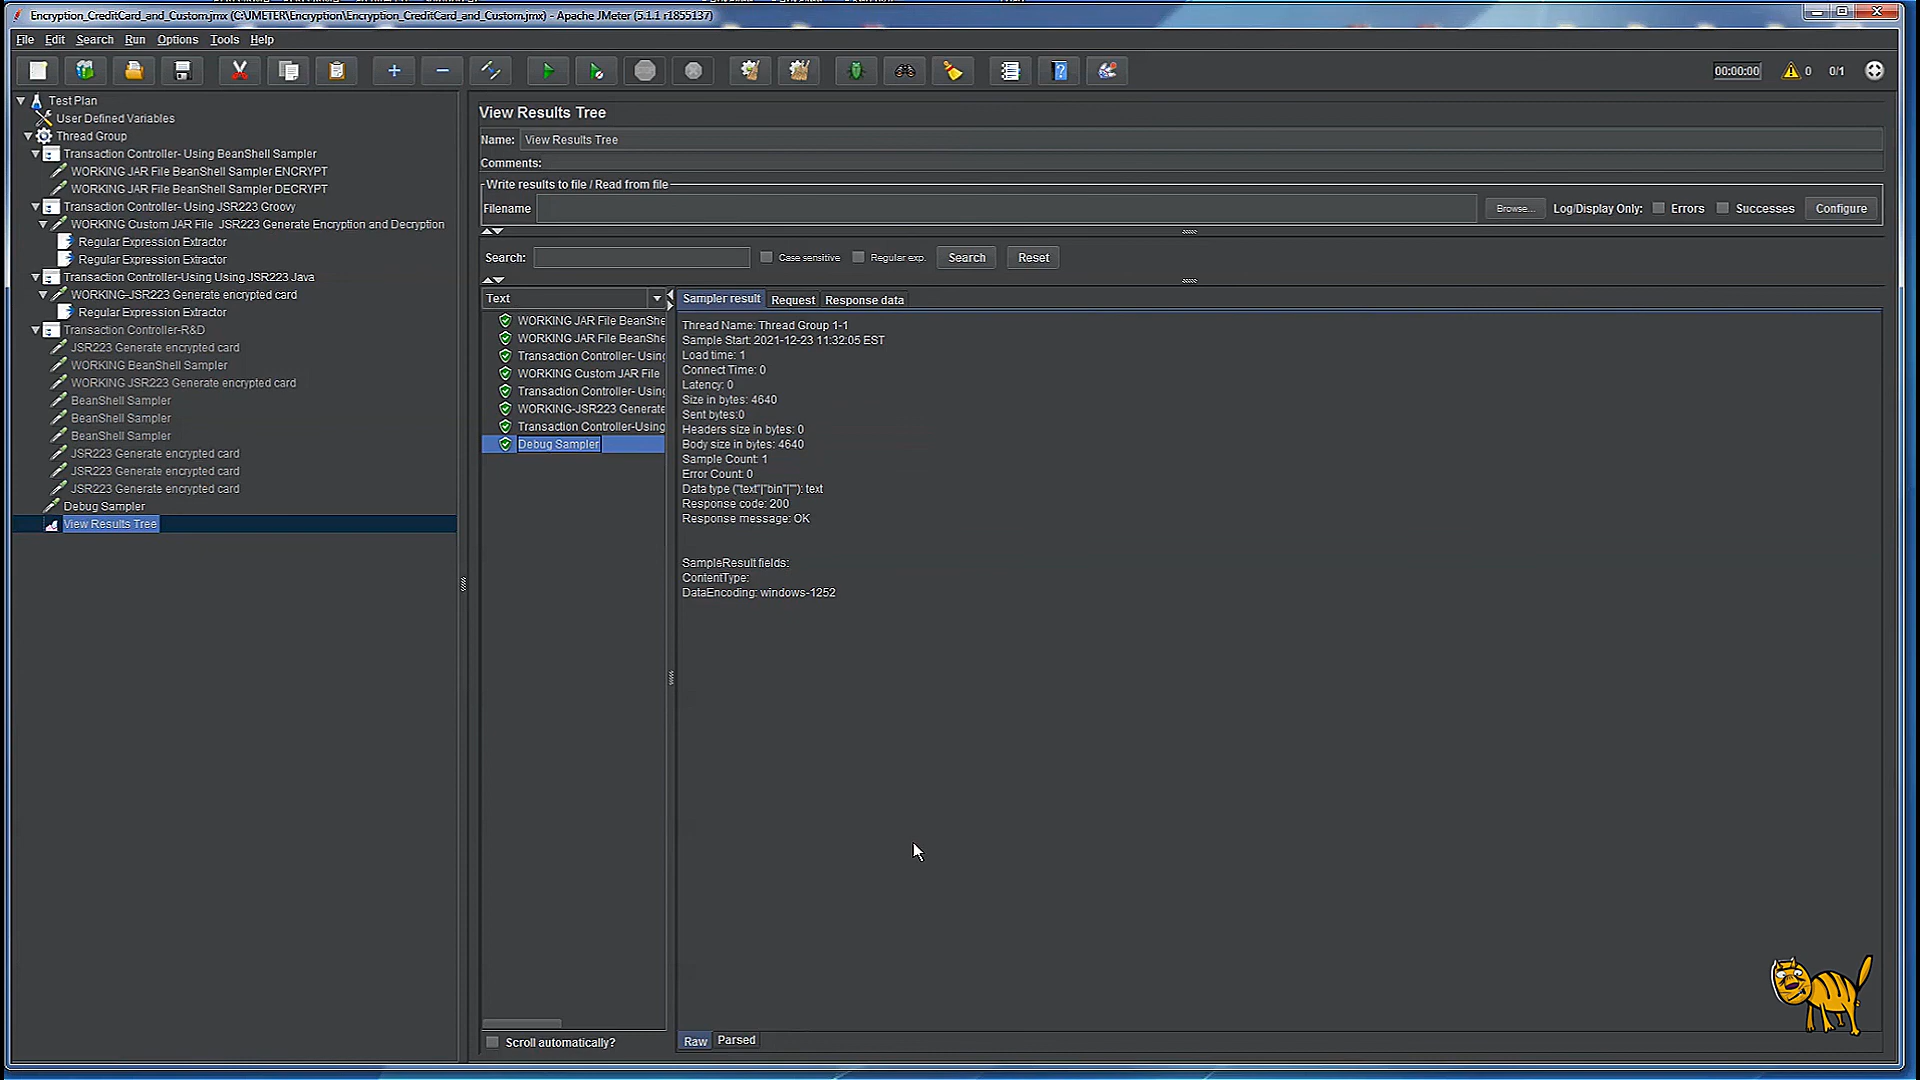 Encryption_CreditCard_and_Custom.jmx (C:\JMETER\Encryption\Encryption_CreditCard_and_Custom.jmx) - Apache JMeter (5.1.1 r1855137)
File Edit Search Run Options Tools Help
00:00:00 0 0/1
Test Plan
User Defined Variables
Thread Group
Transaction Controller- Using BeanShell Sampler
WORKING JAR File BeanShell Sampler ENCRYPT
WORKING JAR File BeanShell Sampler DECRYPT
Transaction Controller- Using JSR223 Groovy
WORKING Custom JAR File JSR223 Generate Encryption and Decryption
Regular Expression Extractor
Regular Expression Extractor
Transaction Controller-Using Using JSR223 Java
WORKING-JSR223 Generate encrypted card
Regular Expression Extractor
Transaction Controller-R&D
JSR223 Generate encrypted card
WORKING BeanShell Sampler
WORKING JSR223 Generate encrypted card
BeanShell Sampler
BeanShell Sampler
BeanShell Sampler
JSR223 Generate encrypted card
JSR223 Generate encrypted card
JSR223 Generate encrypted card
Debug Sampler
View Results Tree
View Results Tree
Name: View Results Tree
Comments:
Write results to file / Read from file
Filename Browse... Log/Display Only: Errors Successes Configure
Search: Case sensitive Regular exp. Search Reset
Text
WORKING JAR File BeanShe
WORKING JAR File BeanShe
Transaction Controller- Using
WORKING Custom JAR File
Transaction Controller- Using
WORKING-JSR223 Generate
Transaction Controller-Using
Debug Sampler
Scroll automatically?
Sampler result Request Response data
Thread Name: Thread Group 1-1
Sample Start: 2021-12-23 11:32:05 EST
Load time: 1
Connect Time: 0
Latency: 0
Size in bytes: 4640
Sent bytes:0
Headers size in bytes: 0
Body size in bytes: 4640
Sample Count: 1
Error Count: 0
Data type ("text"|"bin"|""): text
Response code: 200
Response message: OK
SampleResult fields:
ContentType:
DataEncoding: windows-1252
Raw Parsed